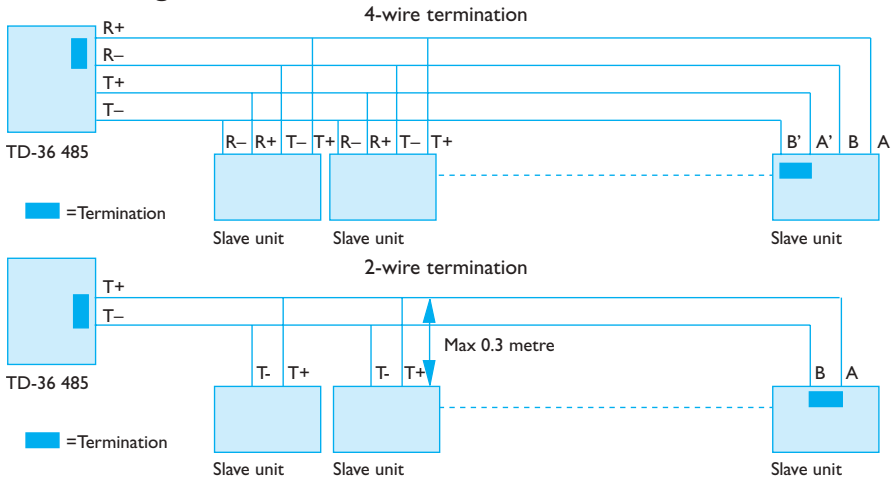 4-wire termination
R+
R–
T+
T–
TD-36 485
R– R+ T– T+ R– R+ T– T+ B’ A’ B A
=Termination
Slave unit Slave unit Slave unit
2-wire termination
T+
T–
Max 0.3 metre
T- T+ T- T+ B A
TD-36 485
=Termination
Slave unit Slave unit Slave unit